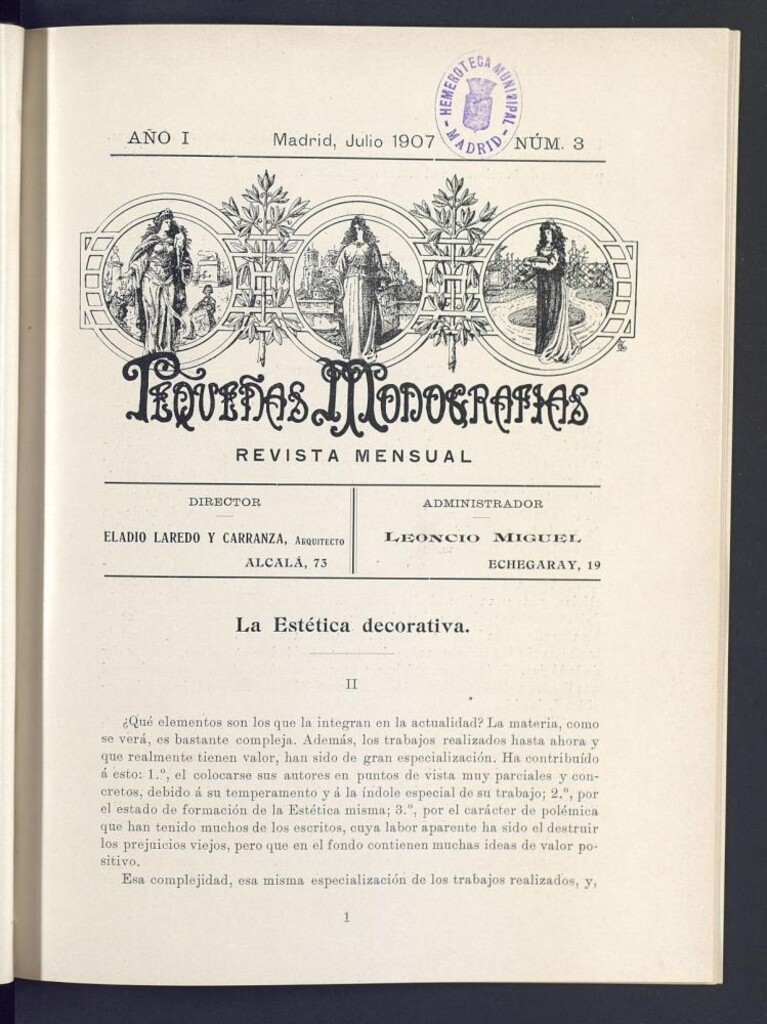 HEMEROTECA MUNICIPAL
MADRID
AÑO I Madrid, Julio 1907 NÚM. 3
PEQUEÑAS MONOGRAFIAS
REVISTA MENSUAL
DIRECTOR
ELADIO LAREDO Y CARRANZA, ARQUITECTO
ALCALÁ, 73
ADMINISTRADOR
LEONCIO MIGUEL
ECHEGARAY, 19
La Estética decorativa.
II
¿Qué elementos son los que la integran en la actualidad? La materia, como
se verá, es bastante compleja. Además, los trabajos realizados hasta ahora y
que realmente tienen valor, han sido de gran especialización. Ha contribuído
á esto: 1.º, el colocarse sus autores en puntos de vista muy parciales y con-
cretos, debido á su temperamento y á la índole especial de su trabajo; 2.º, por
el estado de formación de la Estética misma; 3.º, por el carácter de polémica
que han tenido muchos de los escritos, cuya labor aparente ha sido el destruir
los prejuicios viejos, pero que en el fondo contienen muchas ideas de valor po-
sitivo.
Esa complejidad, esa misma especialización de los trabajos realizados, y,
1